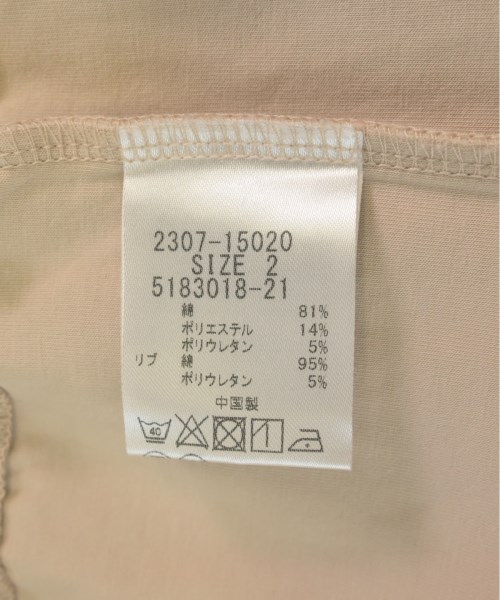 2307-15020
SIZE 2
5183018-21
綿 81%
ポリエステル 14%
ポリウレタン 5%
リブ 綿 95%
ポリウレタン 5%
中国製
40